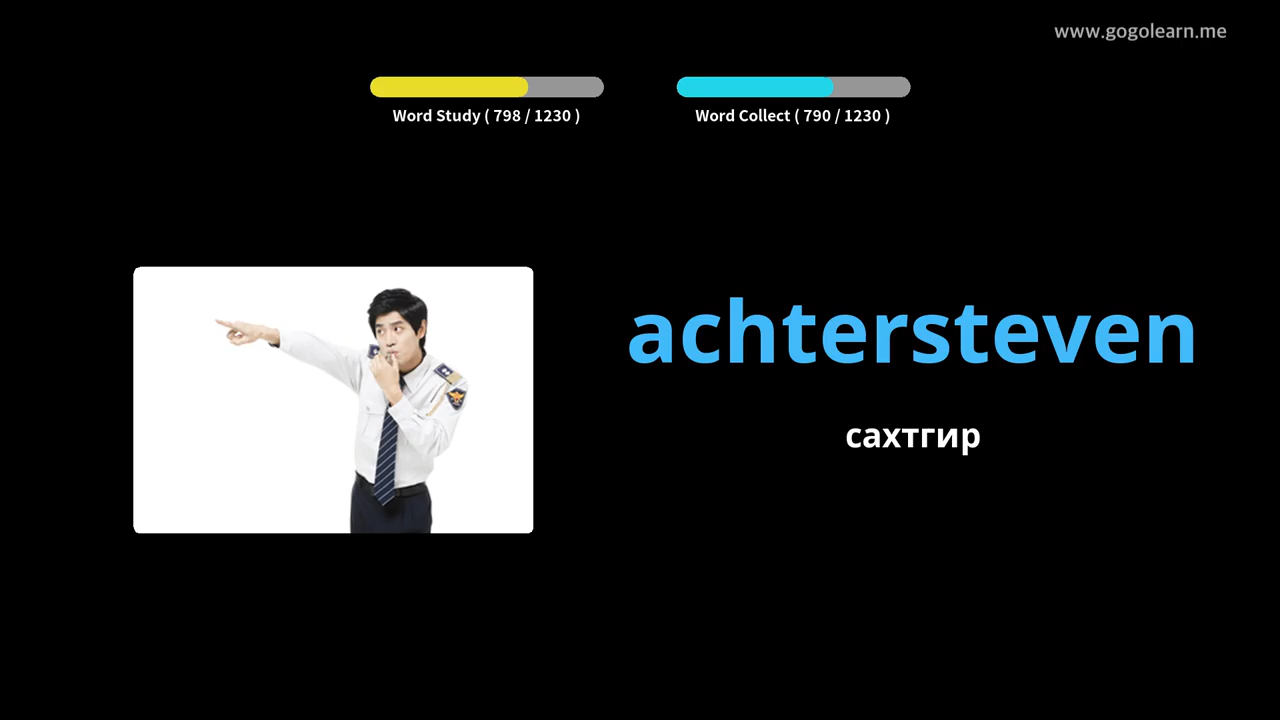 www.gogolearn.me
Word Study ( 798 / 1230 )
Word Collect ( 790 / 1230 )
achtersteven
сахтгир